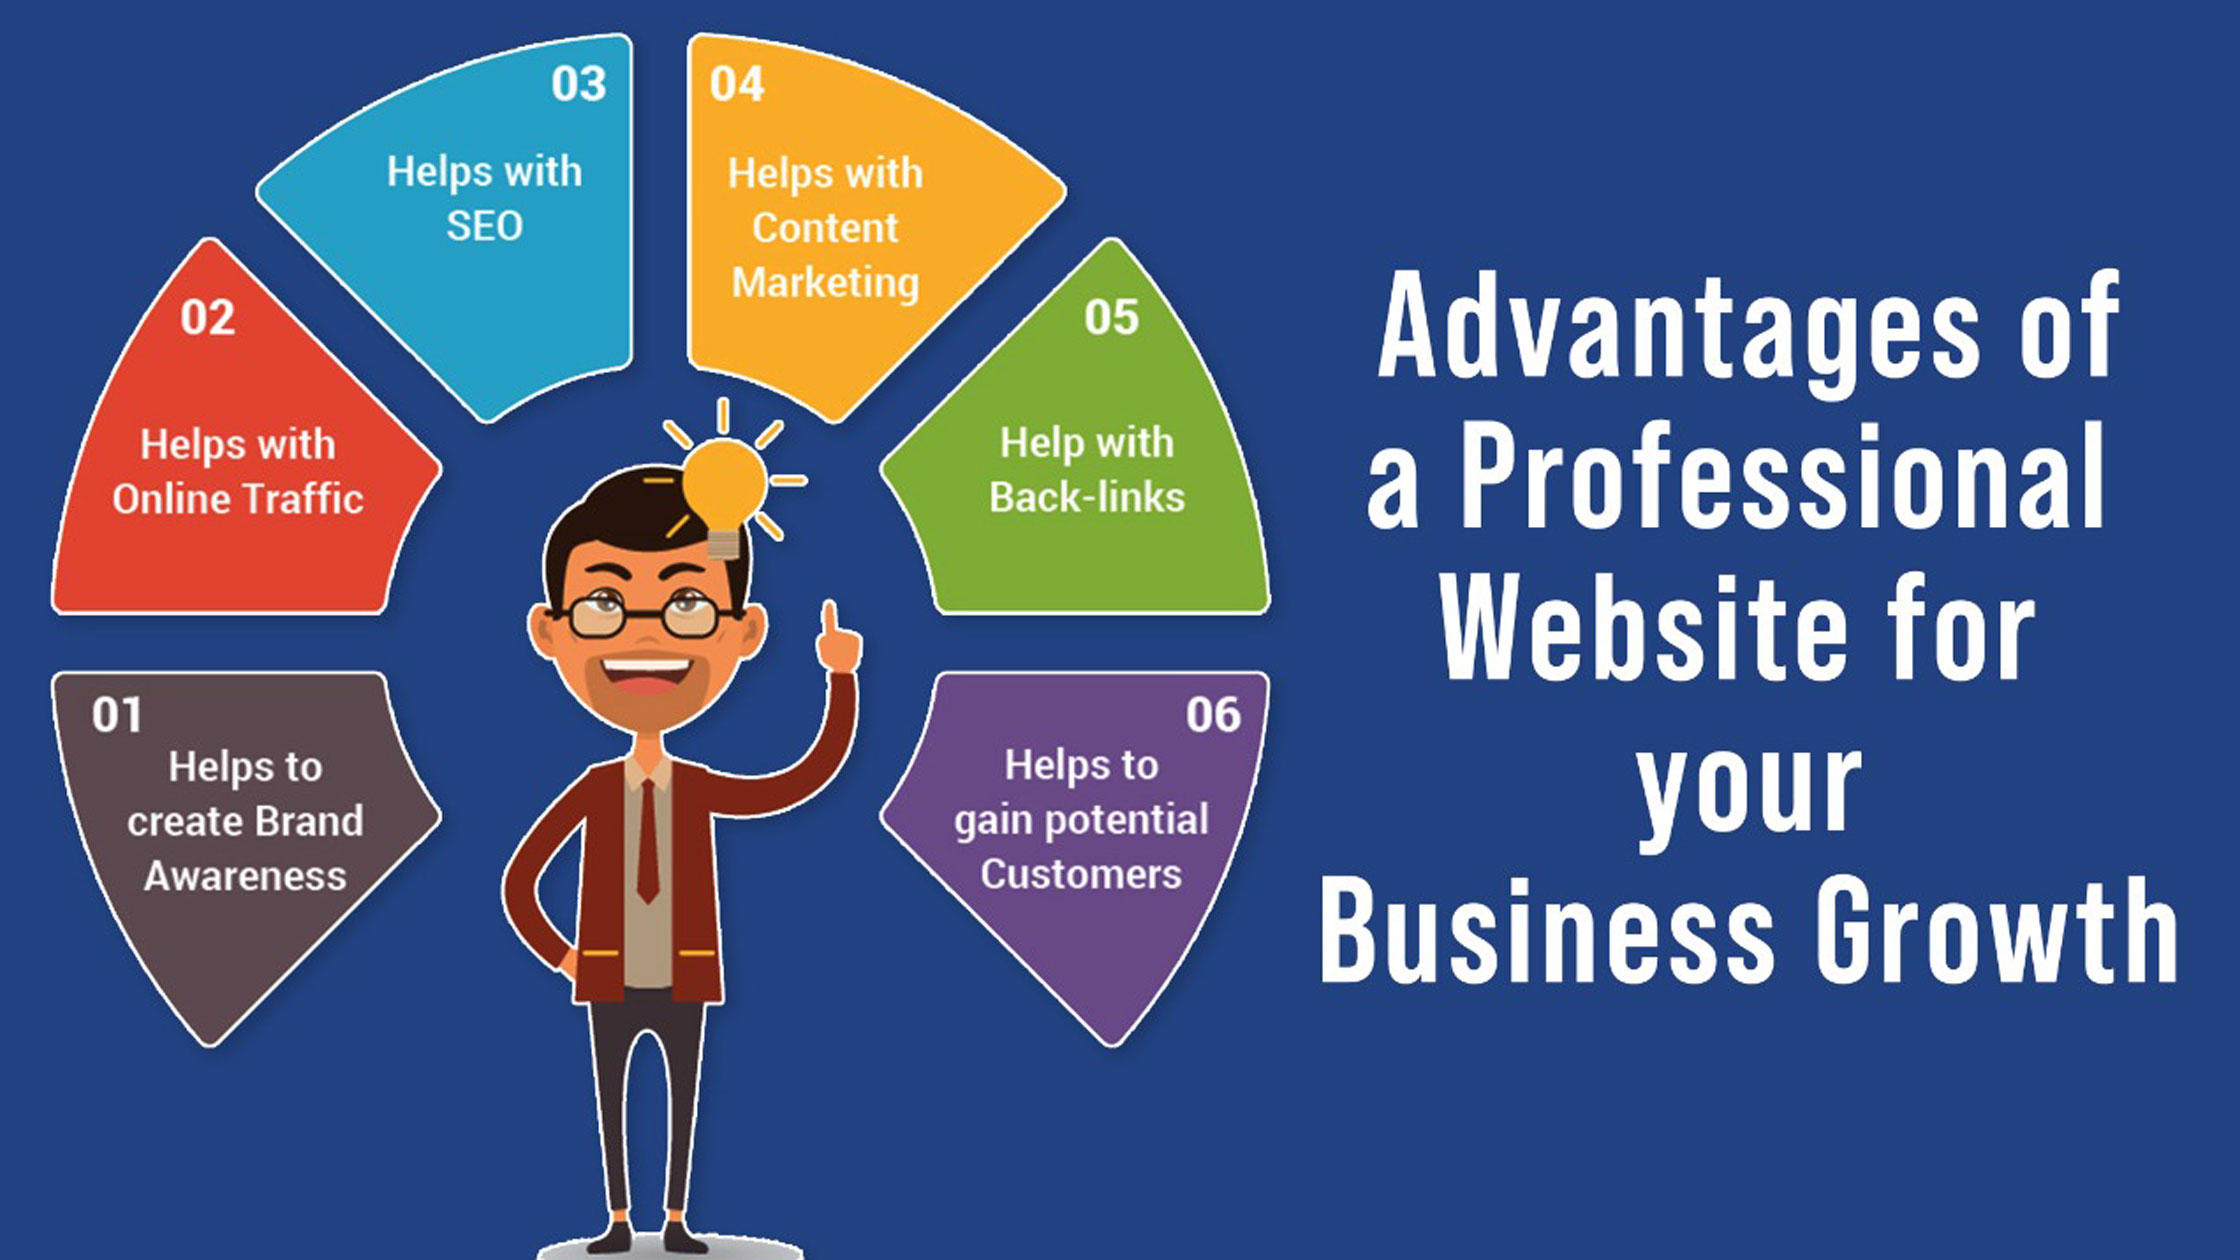 01
Helps to
create Brand
Awareness
02
Helps with
Online Traffic
03
Helps with
SEO
04
Helps with
Content
Marketing
05
Help with
Back-links
06
Helps to
gain potential
Customers
Advantages of
a Professional
Website for
your
Business Growth